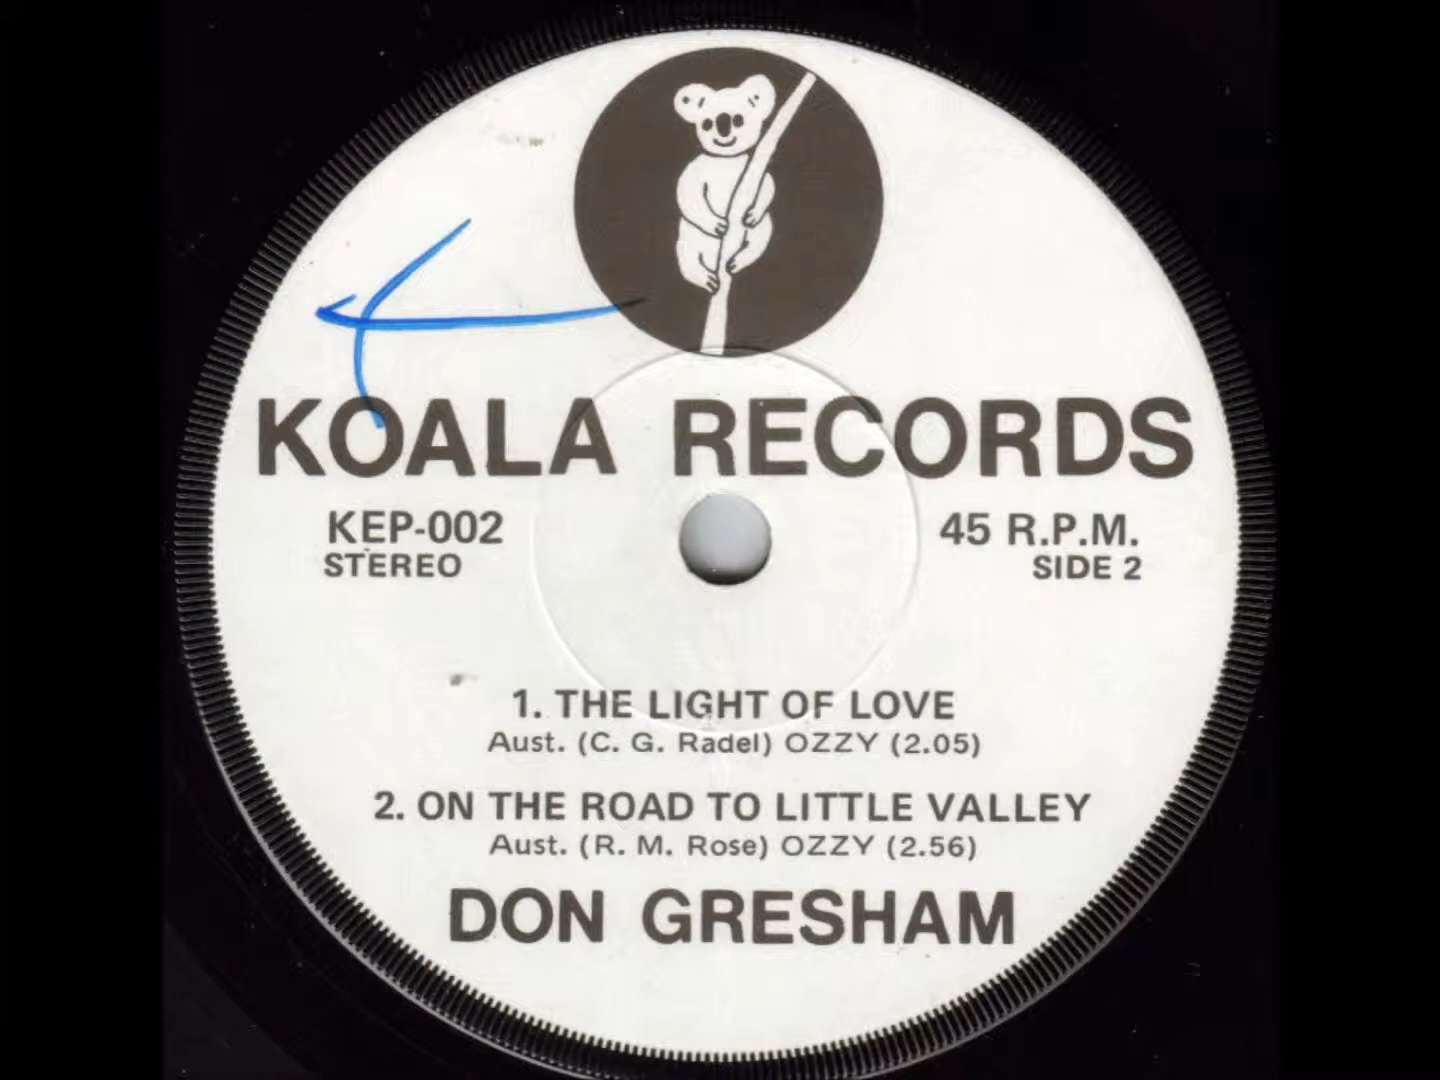 KOALA RECORDS
KEP-002
STEREO
45 R.P.M.
SIDE 2
1. THE LIGHT OF LOVE
Aust. (C. G. Radel) OZZY (2.05)
2. ON THE ROAD TO LITTLE VALLEY
Aust. (R. M. Rose) OZZY (2.56)
DON GRESHAM